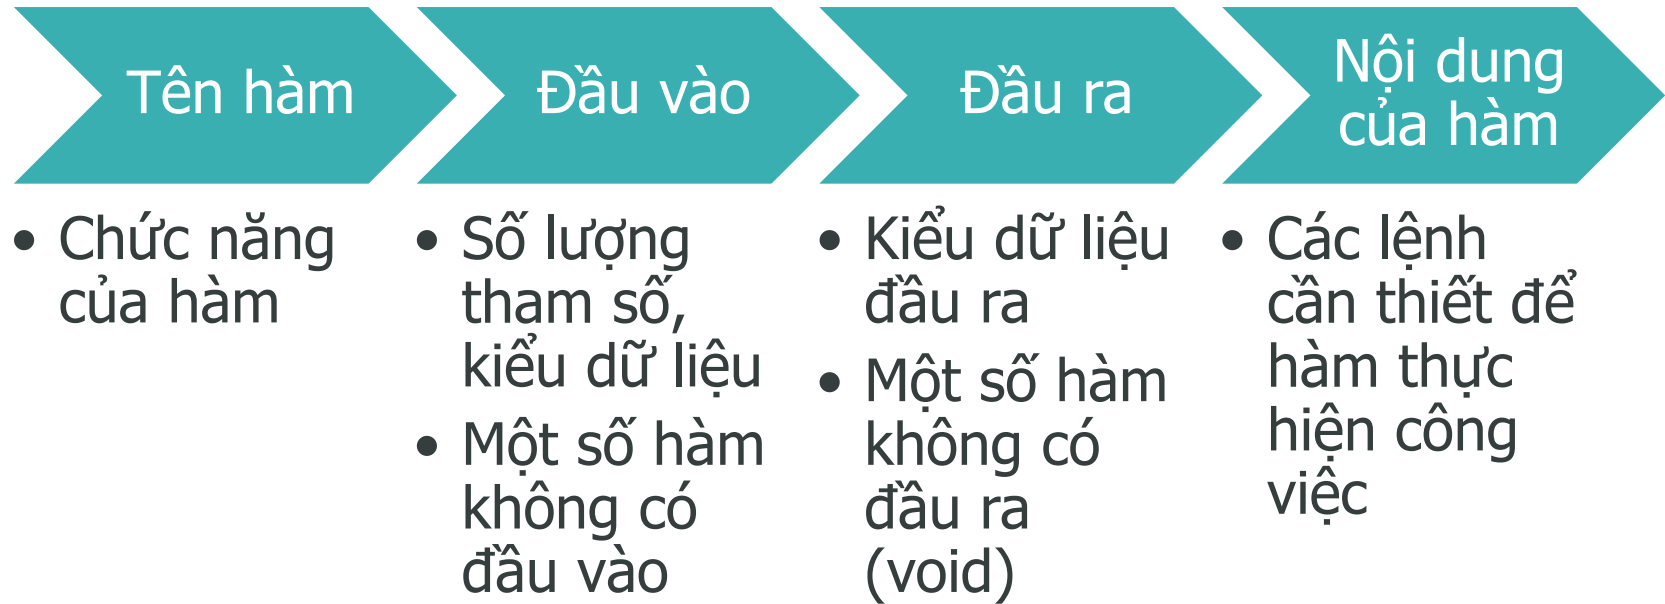 Tên hàm
Đầu vào
Đầu ra
Nội dung
của hàm
• Chức năng
của hàm
• Số lượng
tham số,
kiểu dữ liệu
• Một số hàm
không có
đầu vào
• Kiểu dữ liệu
đầu ra
• Một số hàm
không có
đầu ra
(void)
• Các lệnh
cần thiết để
hàm thực
hiện công
việc